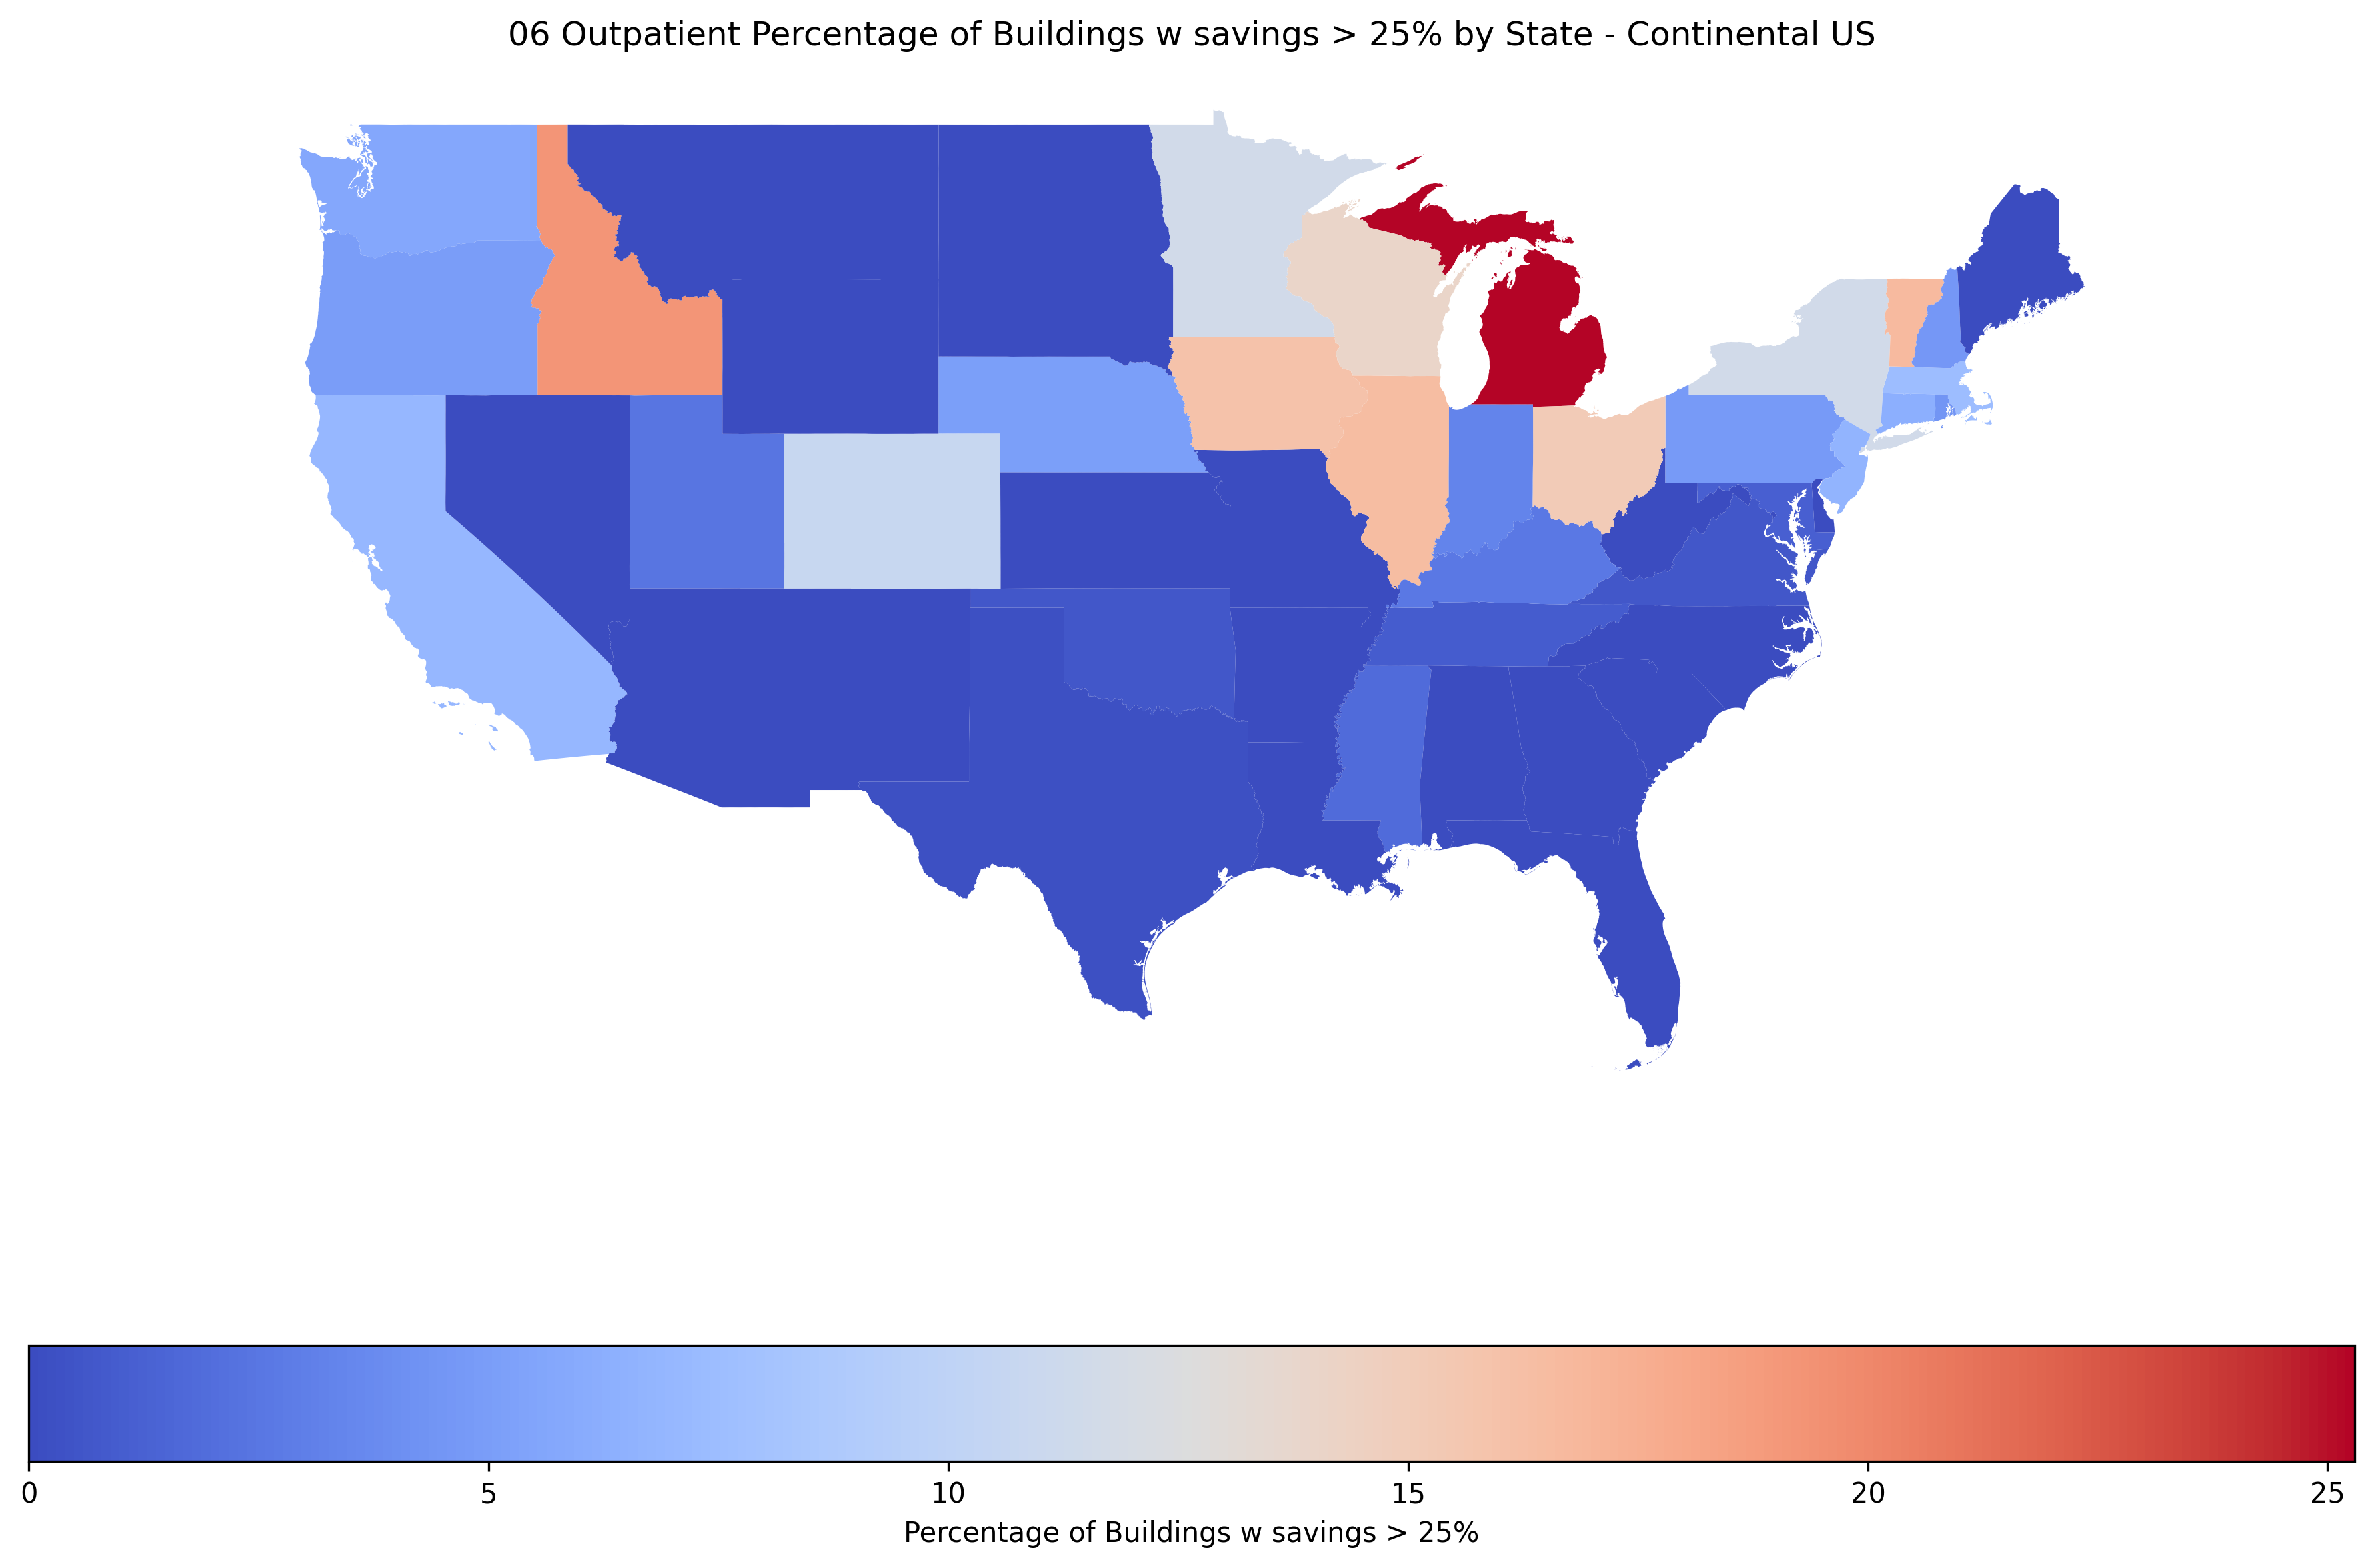 06 Outpatient Percentage of Buildings w savings > 25% by State - Continental US
0 5 10 15 20 25
Percentage of Buildings w savings > 25%